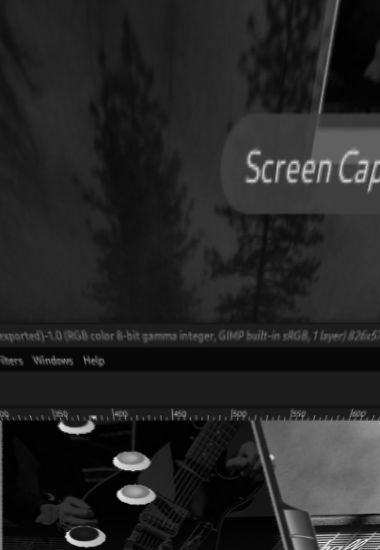 Screen Cap
exported)-1.0 (RGB color 8-bit gamma integer, GIMP built-in sRGB, 1 layer) 826x5
ilters Windows Help
350 400 450 500 550 600